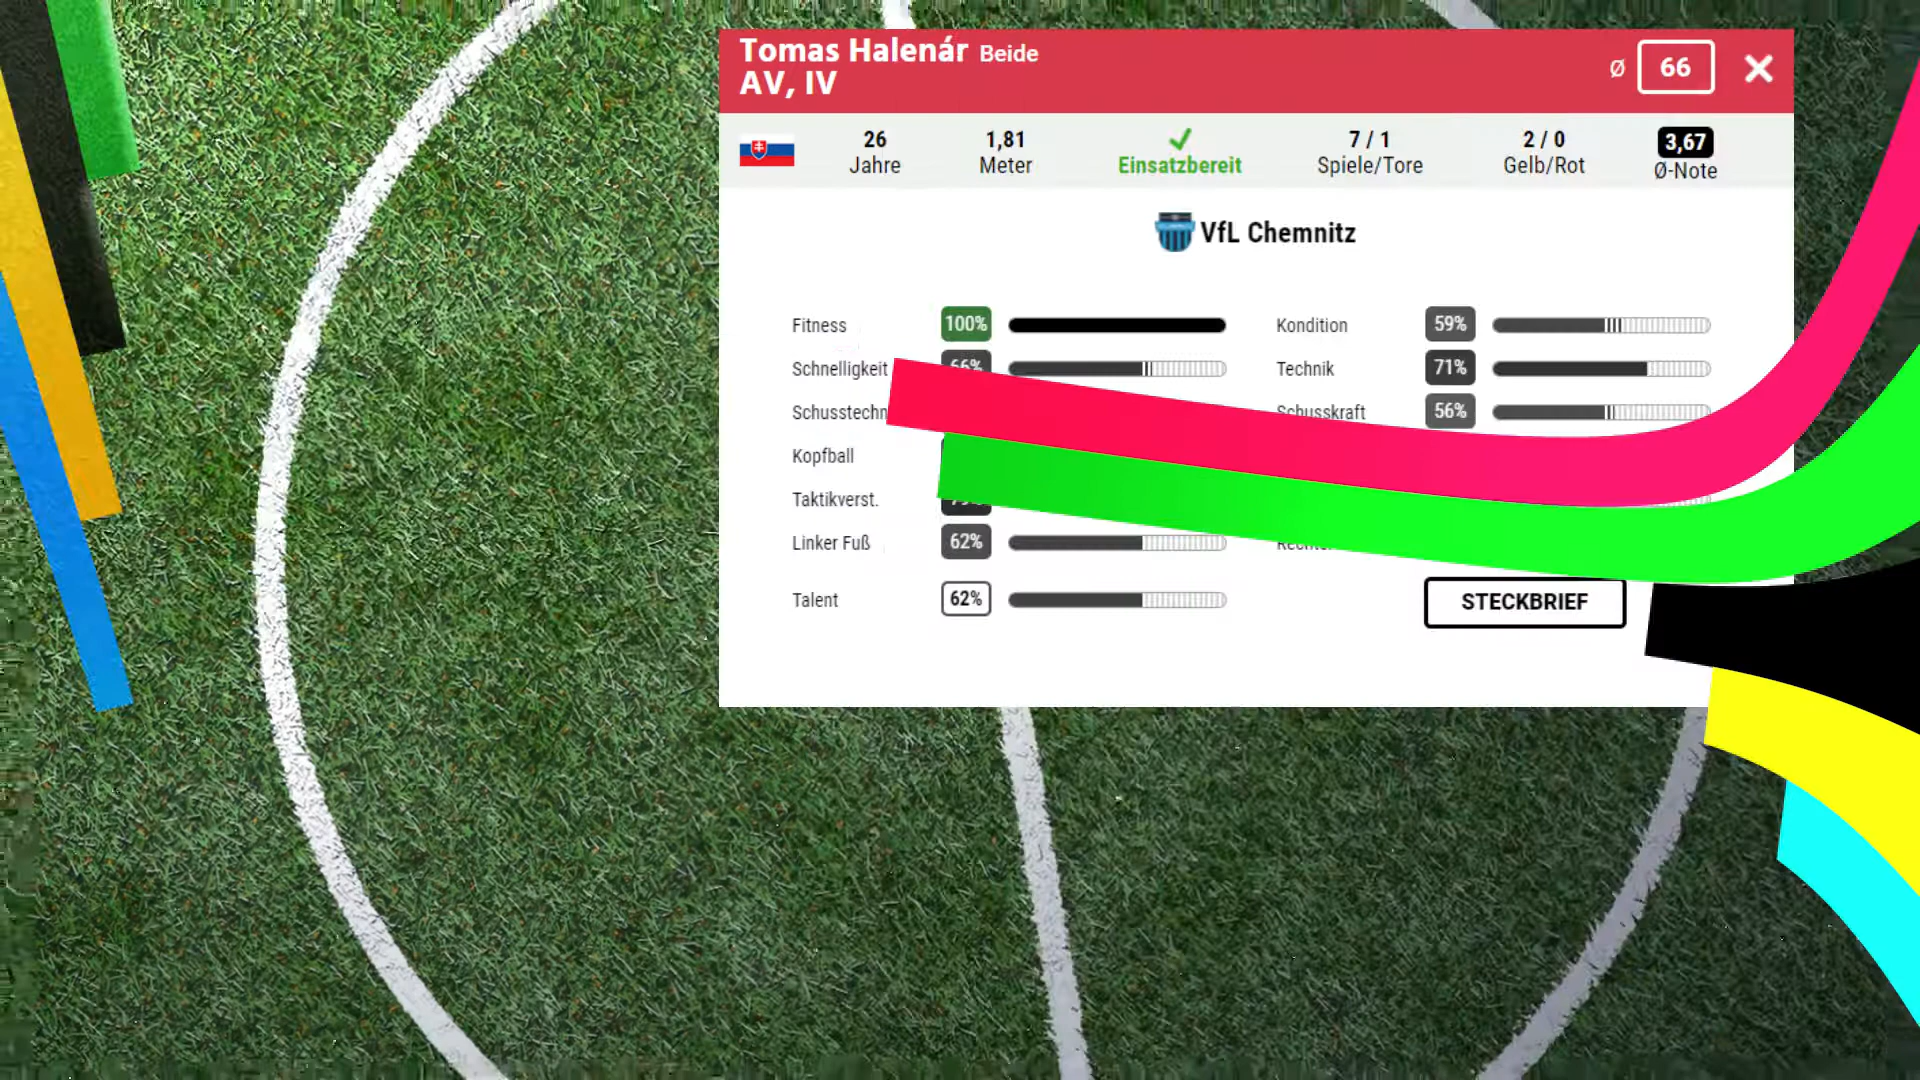 Tomas Halenár Beide
AV, IV
Ø 66
26
Jahre
1,81
Meter
Einsatzbereit
7 / 1
Spiele/Tore
2 / 0
Gelb/Rot
3,67
Ø-Note
VfL Chemnitz
Fitness 100%
Kondition 59%
Schnelligkeit 66%
Technik 71%
Schusskraft 56%
Kopfball
Taktikverst.
Linker Fuß 62%
Talent 62%
STECKBRIEF